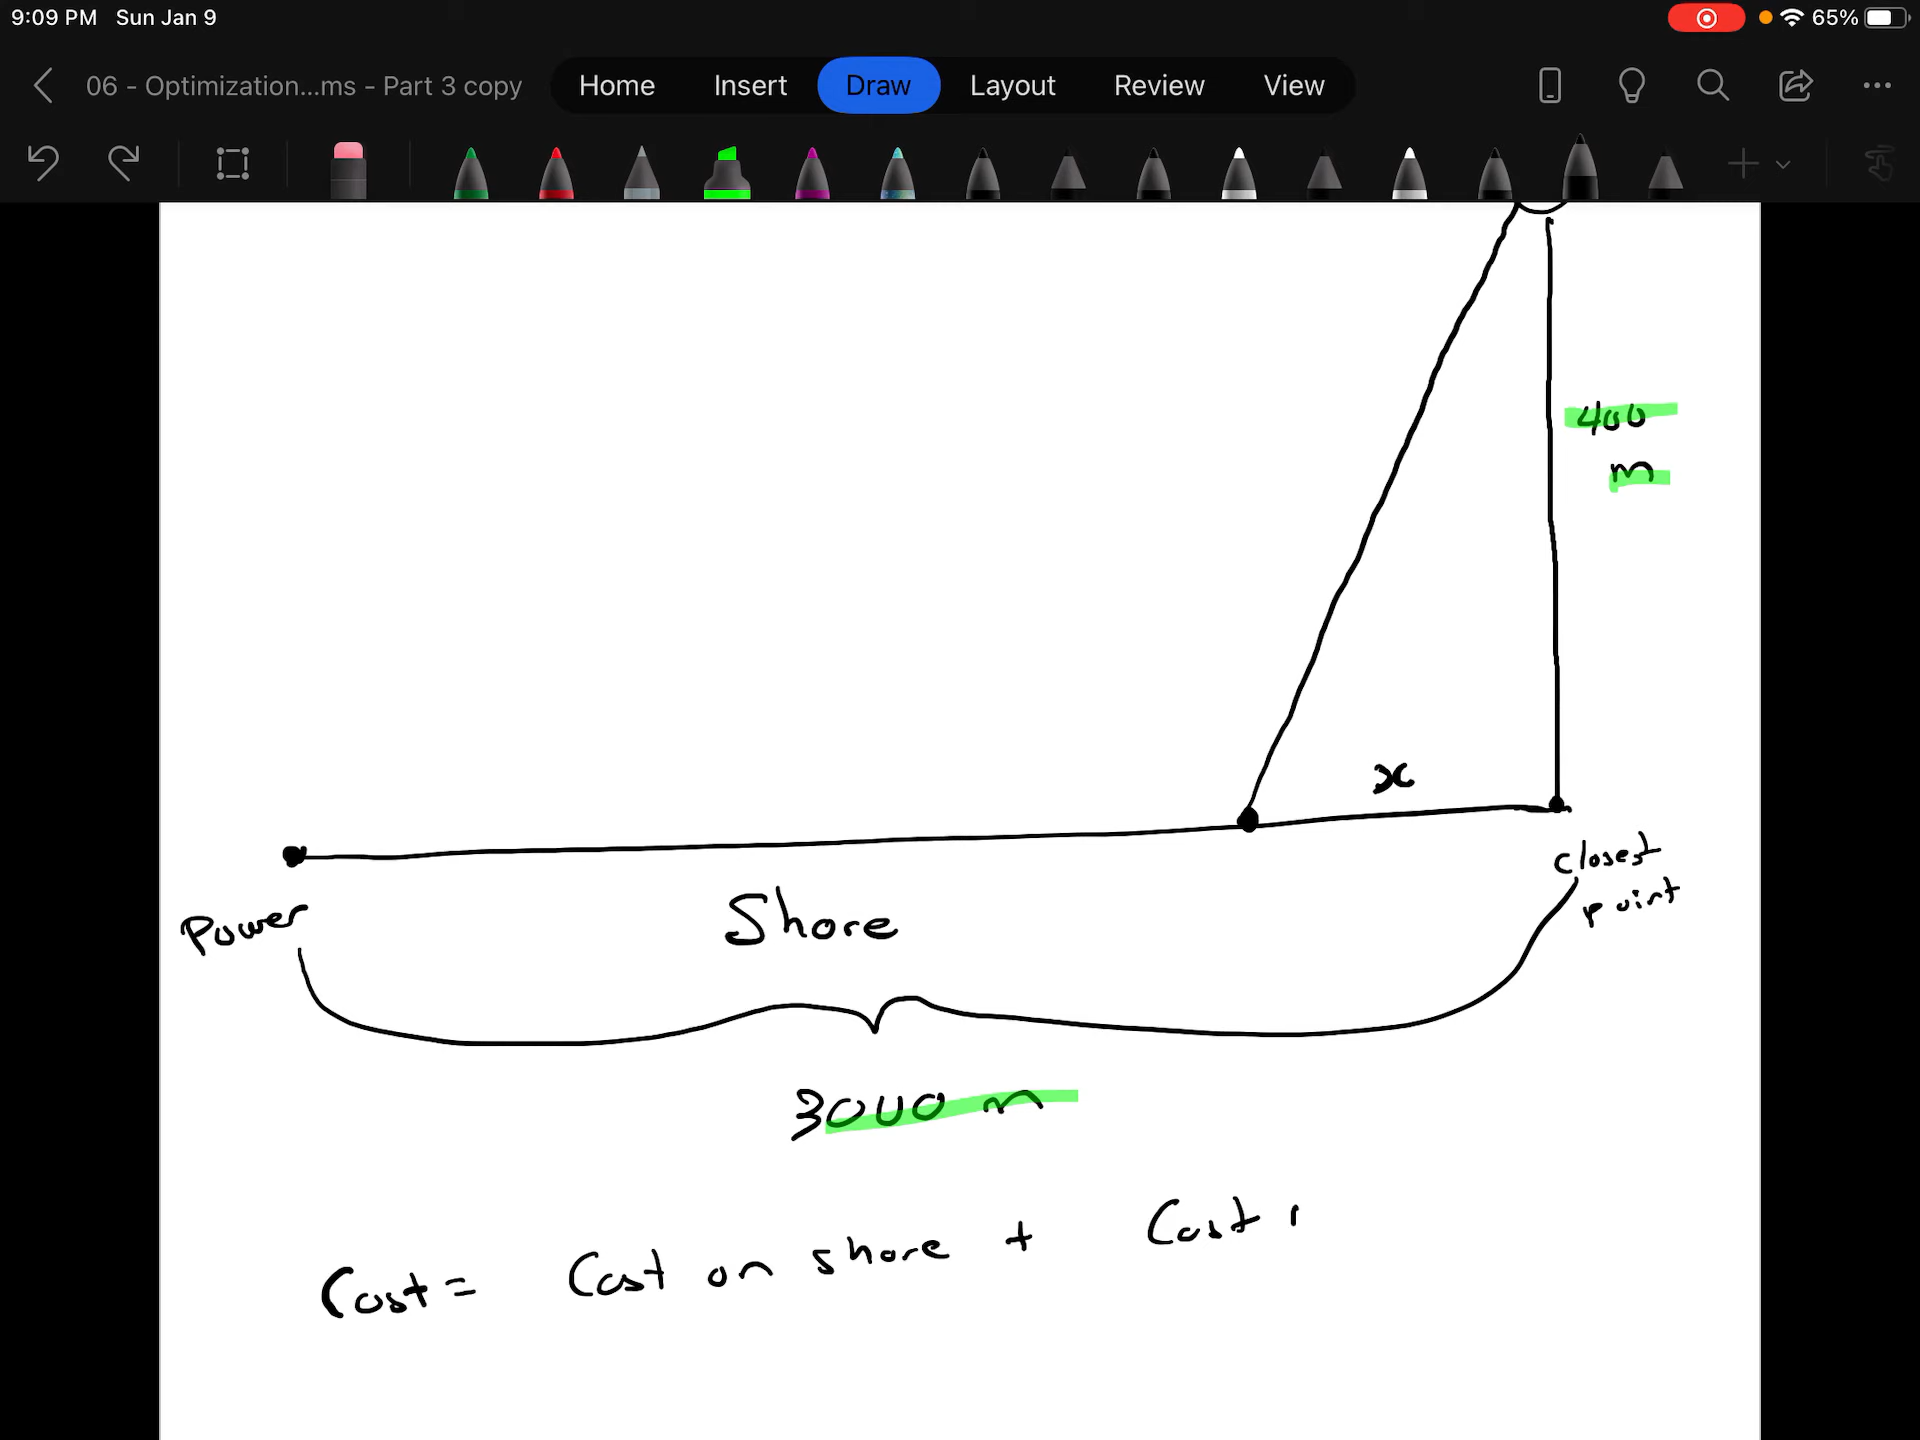 9:09 PM Sun Jan 9
65%
06 - Optimization...ms - Part 3 copy
Home Insert Draw Layout Review View
400
m
x
closest
point
Power
Shore
3000 m
Cost = Cost on shore + Cost